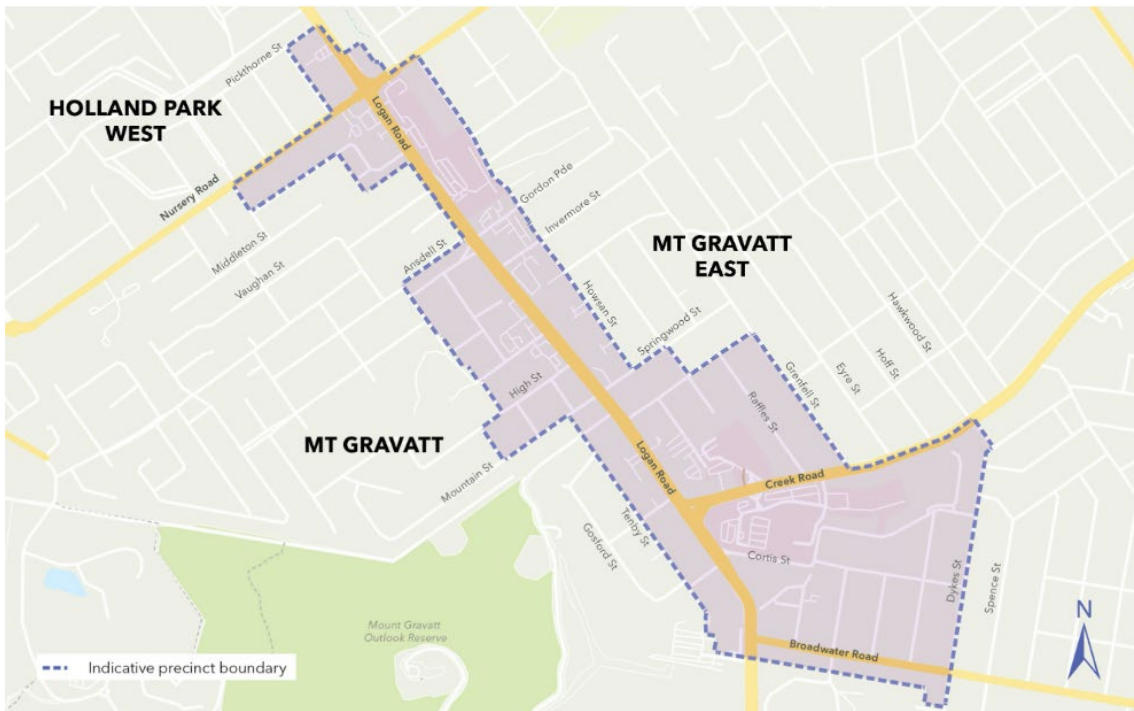 Pickthorne St
HOLLAND PARK
WEST
Logan Road
Nursery Road
Gordon Pde
Invermore St
Middleton St
Ansdell St
MT GRAVATT
EAST
Vaughan St
Howsan St
Hawkwood St
Springwood St
Hoff St
Eyre St
Grenfell St
High St
Raffles St
MT GRAVATT
Logan Road
Mountain St
Creek Road
Tenby St
Gosford St
Cortis St
Dykes St
Spence St
N
Mount Gravatt
Outlook Reserve
Broadwater Road
Indicative precinct boundary